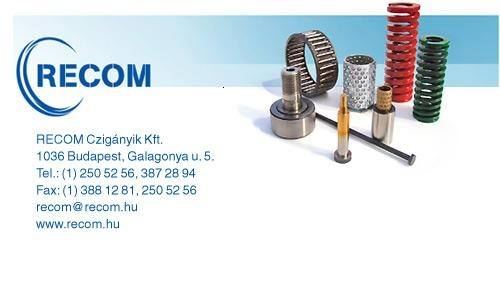 RECOM
RECOM Czigányik Kft.
1036 Budapest, Galagonya u. 5.
Tel.: (1) 250 52 56, 387 28 94
Fax: (1) 388 12 81, 250 52 56
recom@recom.hu
www.recom.hu